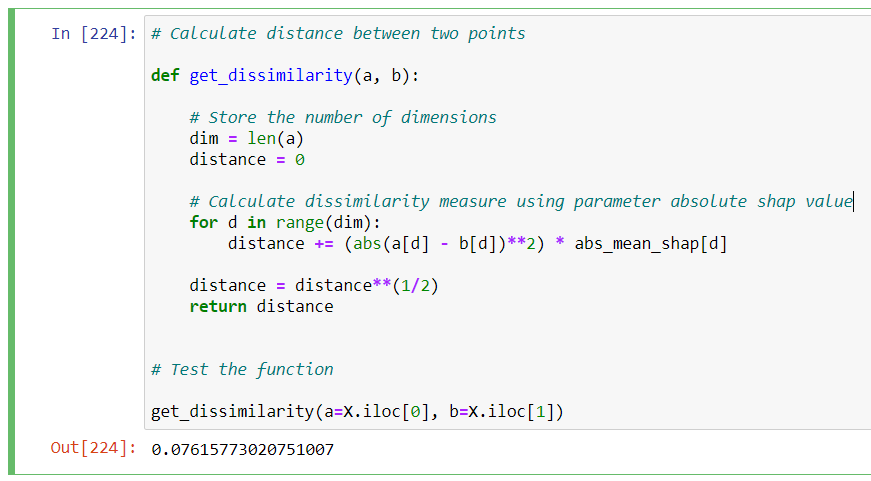 In [224]: # Calculate distance between two points
def get_dissimilarity(a, b):
# Store the number of dimensions
dim = len(a)
distance = 0
# Calculate dissimilarity measure using parameter absolute shap value
for d in range(dim):
distance += (abs(a[d] - b[d])**2) * abs_mean_shap[d]
distance = distance**(1/2)
return distance
# Test the function
get_dissimilarity(a=X.iloc[0], b=X.iloc[1])
Out[224]: 0.07615773020751007